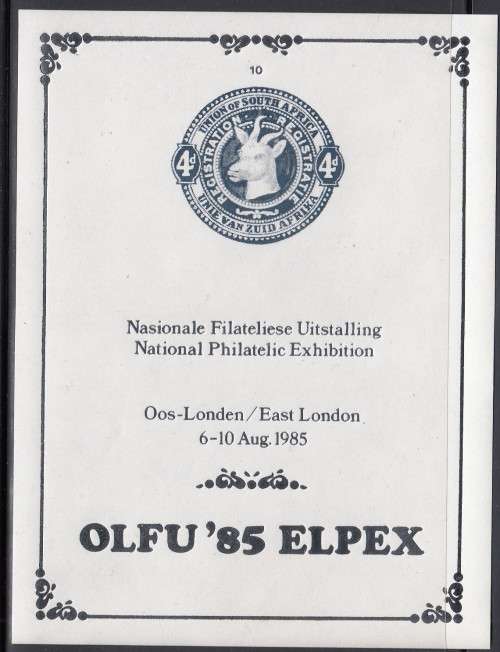 10
UNION OF SOUTH AFRICA
REGISTRATION REGISTRATIE
4d 4d
UNIE VAN ZUID AFRIKA
Nasionale Filateliese Uitstalling
National Philatelic Exhibition
Oos-Londen/East London
6-10 Aug. 1985
OLFU '85 ELPEX